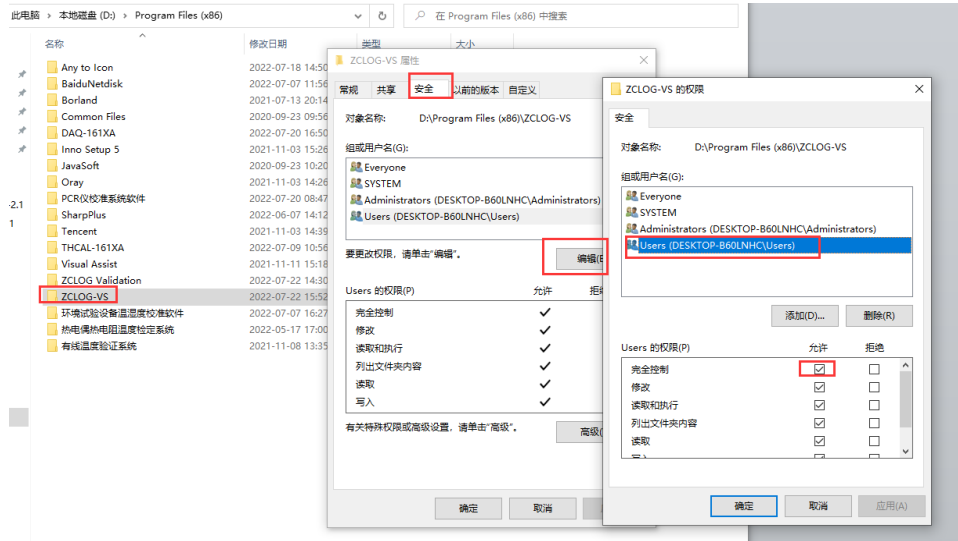 此电脑 › 本地磁盘 (D:) › Program Files (x86)
在 Program Files (x86) 中搜索
名称 修改日期 类型 大小
Any to Icon 2022-07-18 14:50
BaiduNetdisk 2022-07-07 11:56
Borland 2021-07-13 20:14
Common Files 2020-09-23 09:56
DAQ-161XA 2022-07-20 16:50
Inno Setup 5 2021-11-03 15:26
JavaSoft 2020-09-23 10:20
Oray 2021-11-03 14:26
PCR仪校准系统软件 2022-07-20 08:47
SharpPlus 2022-06-07 14:12
Tencent 2021-11-03 14:39
THCAL-161XA 2022-07-09 10:56
Visual Assist 2021-11-11 15:18
ZCLOG Validation 2022-07-22 14:30
ZCLOG-VS 2022-07-22 15:52
环境试验设备温湿度校准软件 2022-07-07 16:27
热电偶热电阻温度检定系统 2022-05-17 17:00
有线温度验证系统 2021-11-08 13:35
-2.1
1
ZCLOG-VS 属性
常规 共享 安全 以前的版本 自定义
对象名称: D:\Program Files (x86)\ZCLOG-VS
组或用户名(G):
Everyone
SYSTEM
Administrators (DESKTOP-B60LNHC\Administrators)
Users (DESKTOP-B60LNHC\Users)
要更改权限，请单击"编辑"。
编辑(E
Users 的权限(P) 允许 拒
完全控制
修改
读取和执行
列出文件夹内容
读取
写入
有关特殊权限或高级设置，请单击"高级"。
高级(
确定 取消
ZCLOG-VS 的权限
安全
对象名称: D:\Program Files (x86)\ZCLOG-VS
组或用户名(G):
Everyone
SYSTEM
Administrators (DESKTOP-B60LNHC\Administrators)
Users (DESKTOP-B60LNHC\Users)
添加(D)... 删除(R)
Users 的权限(P) 允许 拒绝
完全控制
修改
读取和执行
列出文件夹内容
读取
确定 取消 应用(A)